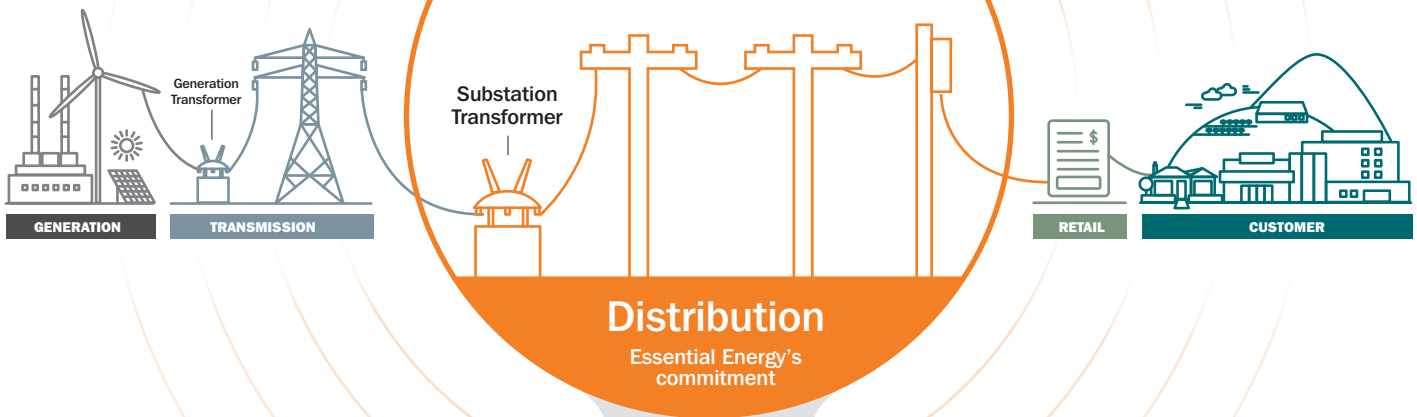 Generation
Transformer
Substation
Transformer
$
GENERATION
TRANSMISSION
RETAIL
CUSTOMER
Distribution
Essential Energy's
commitment